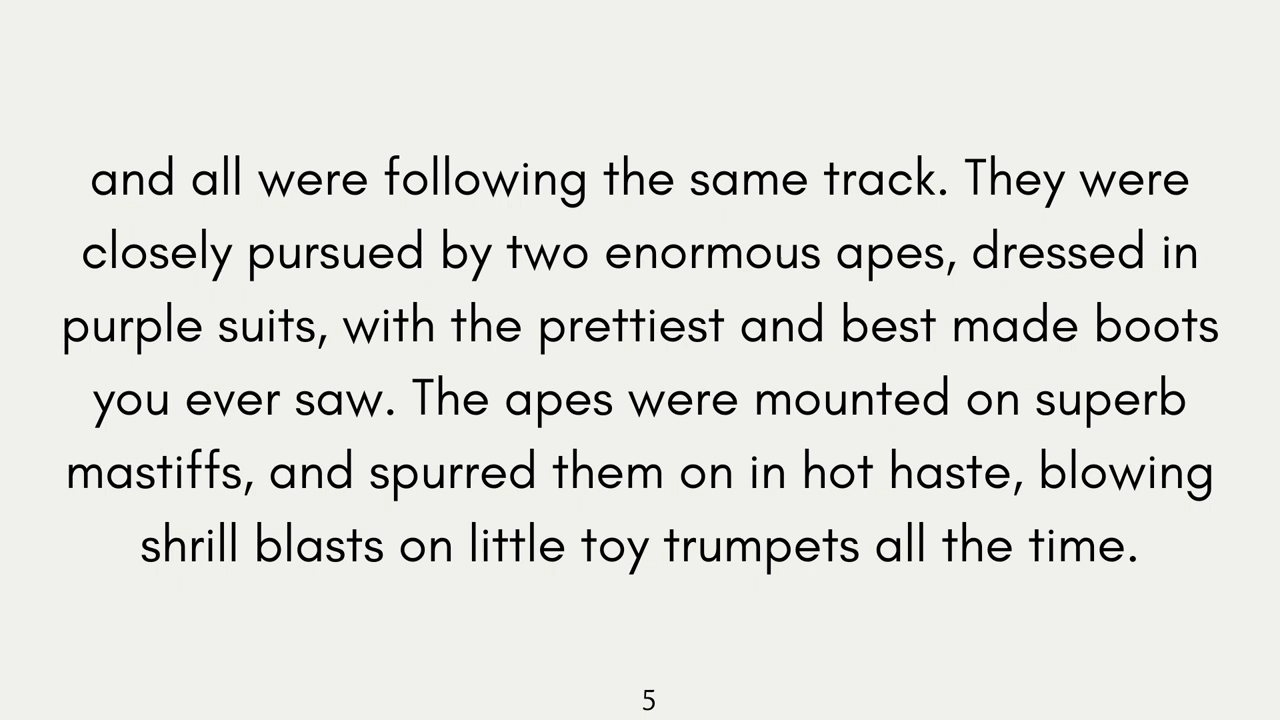 and all were following the same track. They were
closely pursued by two enormous apes, dressed in
purple suits, with the prettiest and best made boots
you ever saw. The apes were mounted on superb
mastiffs, and spurred them on in hot haste, blowing
shrill blasts on little toy trumpets all the time.
5